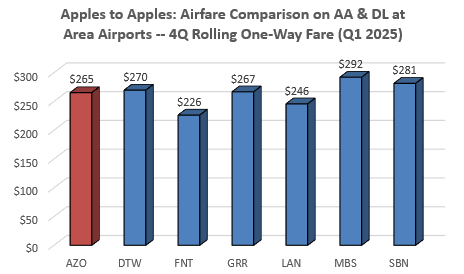 Apples to Apples: Airfare Comparison on AA & DL at
Area Airports -- 4Q Rolling One-Way Fare (Q1 2025)
$300
$250
$200
$150
$100
$50
$0
$265
$270
$226
$267
$246
$292
$281
AZO
DTW
FNT
GRR
LAN
MBS
SBN